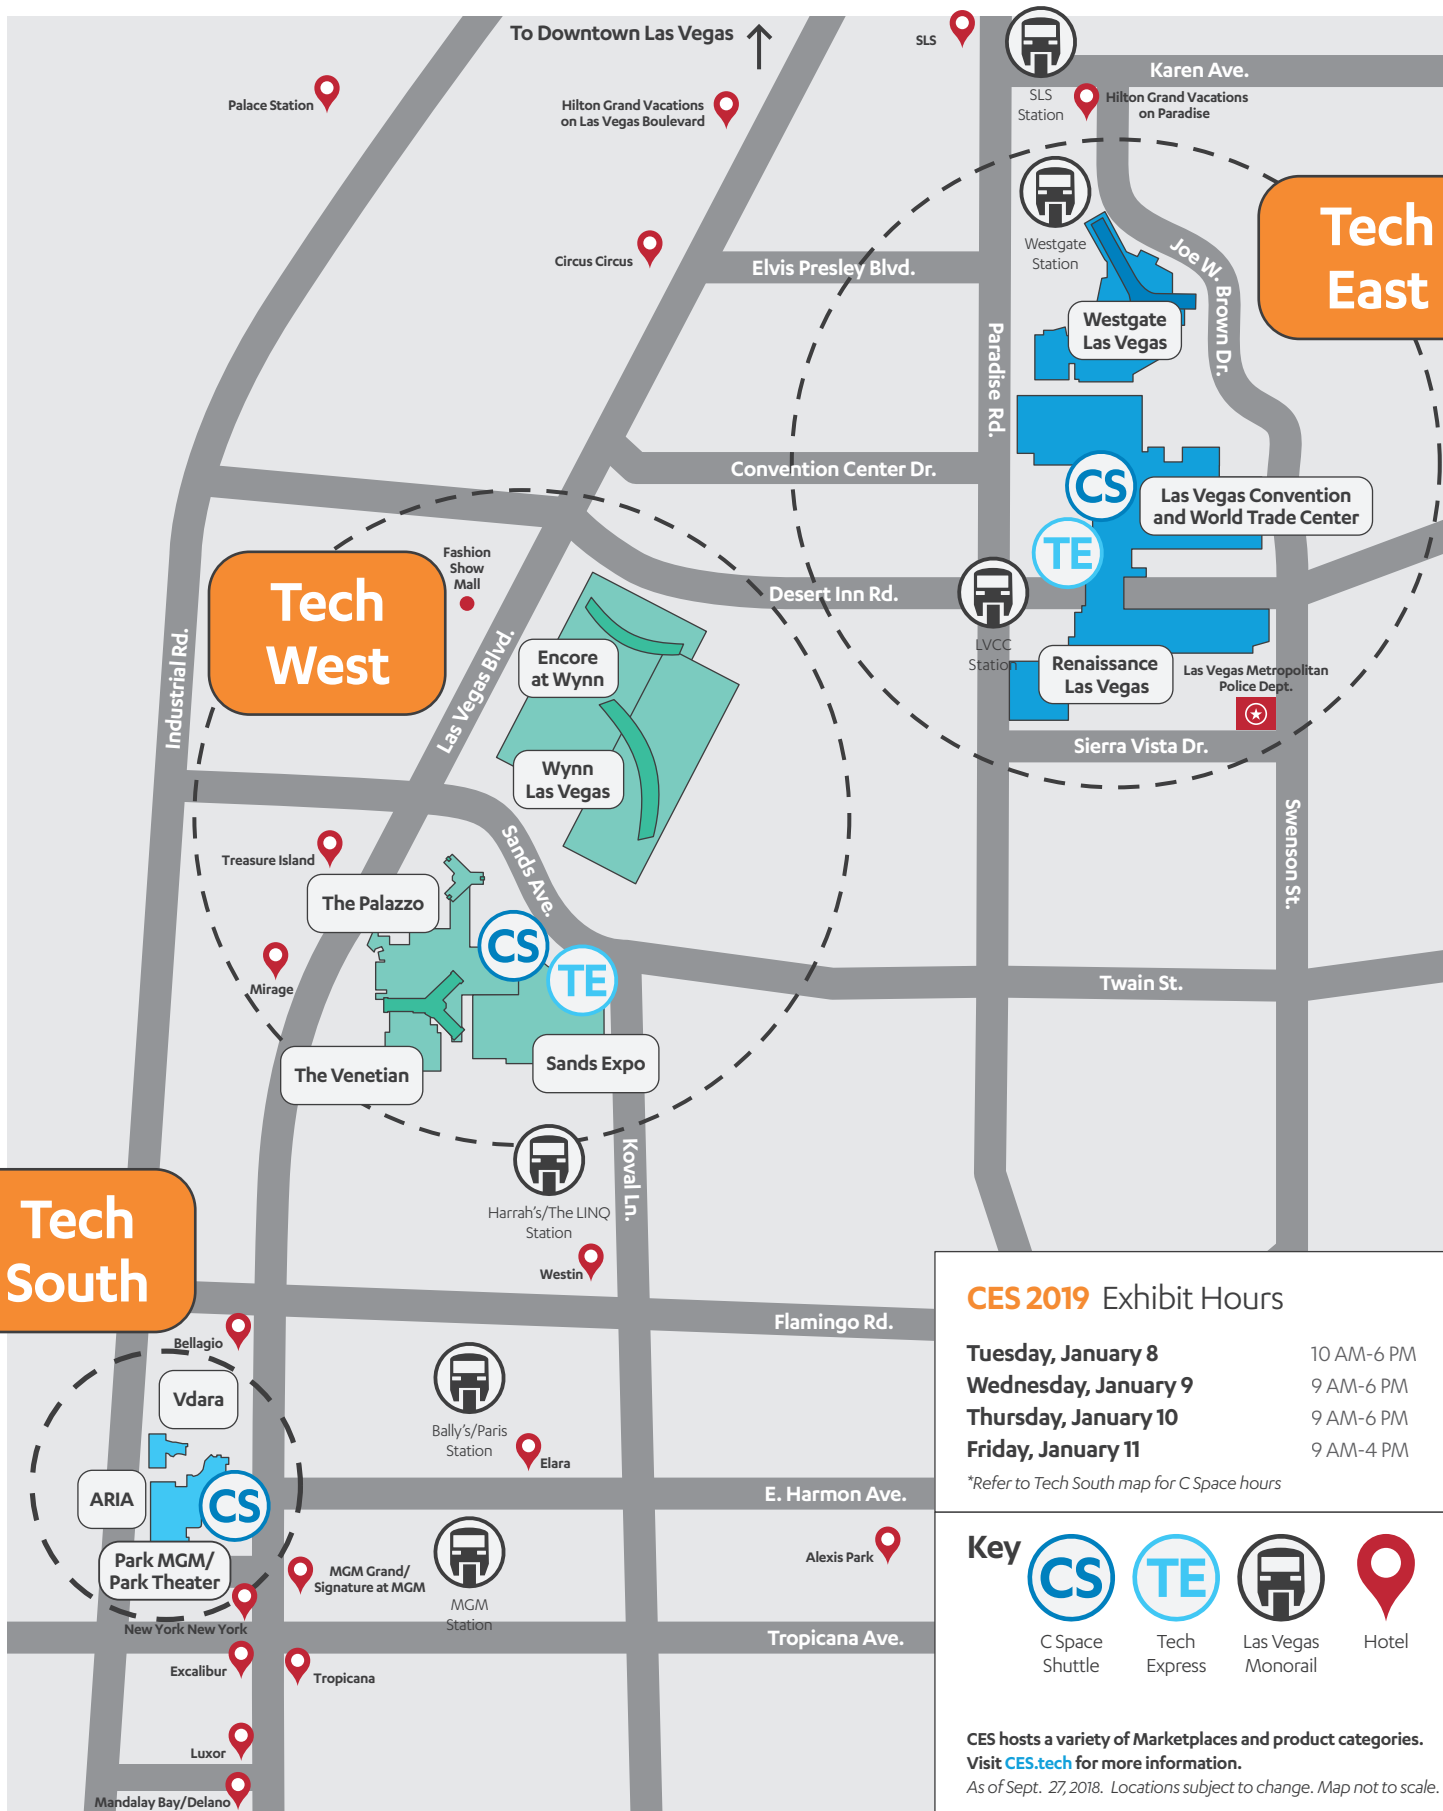 To Downtown Las Vegas
SLS
Karen Ave.
Palace Station
Hilton Grand Vacations
on Las Vegas Boulevard
SLS
Station
Hilton Grand Vacations
on Paradise
Tech
East
Westgate
Station
Joe W. Brown Dr.
Circus Circus
Elvis Presley Blvd.
Westgate
Las Vegas
Paradise Rd.
Convention Center Dr.
CS
Las Vegas Convention
and World Trade Center
TE
Fashion
Show
Mall
Tech
West
Desert Inn Rd.
LVCC
Station
Encore
at Wynn
Renaissance
Las Vegas
Las Vegas Metropolitan
Police Dept.
Industrial Rd.
Las Vegas Blvd.
Sierra Vista Dr.
Wynn
Las Vegas
Sands Ave.
Swenson St.
Treasure Island
The Palazzo
CS
TE
Mirage
Twain St.
The Venetian
Sands Expo
Koval Ln.
Harrah's/The LINQ
Station
Tech
South
Westin
Flamingo Rd.
Bellagio
Vdara
Bally's/Paris
Station
Elara
ARIA
CS
E. Harmon Ave.
Park MGM/
Park Theater
MGM Grand/
Signature at MGM
MGM
Station
Alexis Park
New York New York
Tropicana Ave.
Excalibur
Tropicana
Luxor
Mandalay Bay/Delano
CES 2019 Exhibit Hours
Tuesday, January 8 10 AM-6 PM
Wednesday, January 9 9 AM-6 PM
Thursday, January 10 9 AM-6 PM
Friday, January 11 9 AM-4 PM
*Refer to Tech South map for C Space hours
Key
CS
TE
C Space
Shuttle
Tech
Express
Las Vegas
Monorail
Hotel
CES hosts a variety of Marketplaces and product categories.
Visit CES.tech for more information.
As of Sept. 27, 2018. Locations subject to change. Map not to scale.